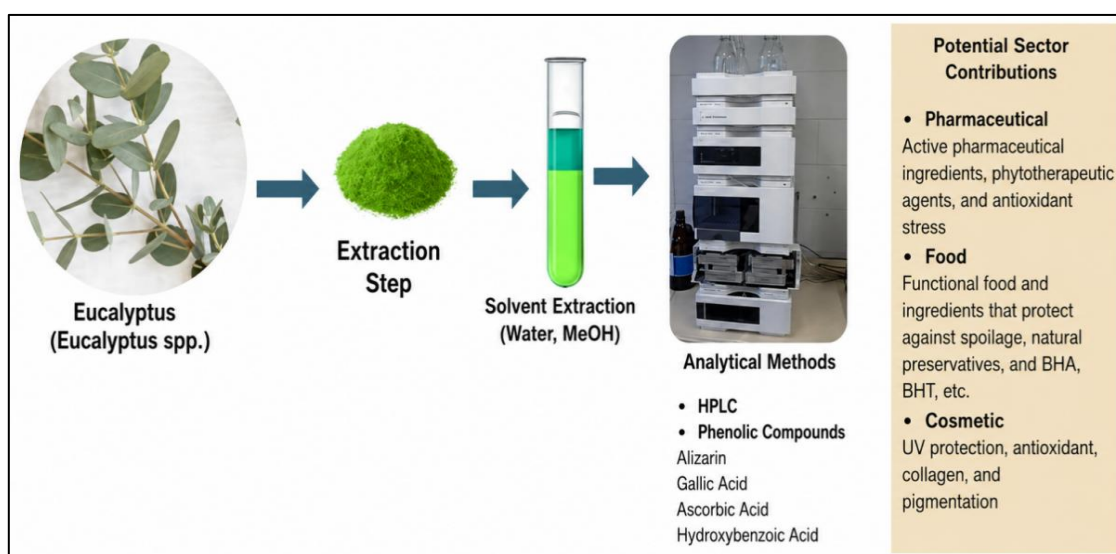 Eucalyptus
(Eucalyptus spp.)
Extraction
Step
Solvent Extraction
(Water, MeOH)
Analytical Methods
• HPLC
• Phenolic Compounds
Alizarin
Gallic Acid
Ascorbic Acid
Hydroxybenzoic Acid
Potential Sector
Contributions
• Pharmaceutical
Active pharmaceutical
ingredients, phytotherapeutic
agents, and antioxidant
stress
• Food
Functional food and
ingredients that protect
against spoilage, natural
preservatives, and BHA,
BHT, etc.
• Cosmetic
UV protection, antioxidant,
collagen, and
pigmentation